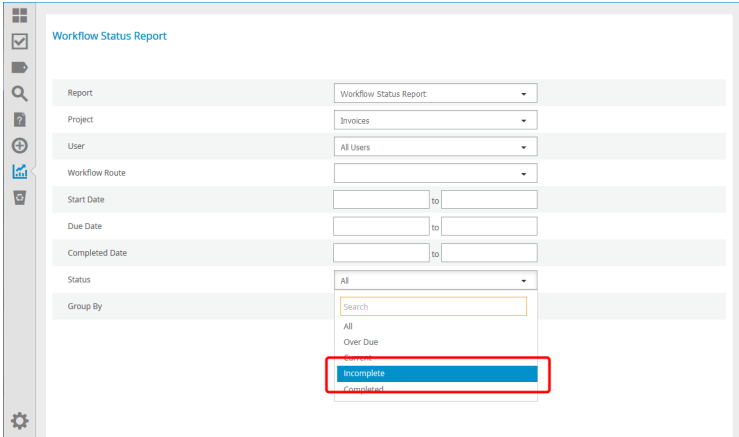 Workflow Status Report
Report Workflow Status Report
Project Invoices
User All Users
Workflow Route
Start Date to
Due Date to
Completed Date to
Status All
Group By Search
All
Over Due
Current
Incomplete
Completed